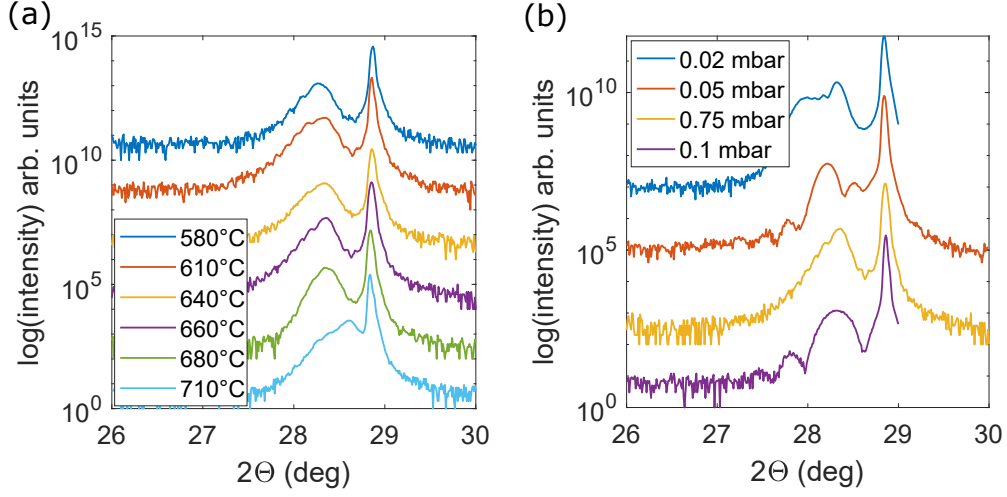 (a)
10^15
10^10
10^5
10^0
log(intensity) arb. units
580°C
610°C
640°C
660°C
680°C
710°C
26
27
28
29
30
2Θ (deg)
(b)
10^10
10^5
10^0
log(intensity) arb. units
0.02 mbar
0.05 mbar
0.75 mbar
0.1 mbar
26
27
28
29
30
2Θ (deg)